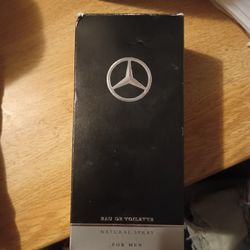 EAU DE TOILETTE
NATURAL SPRAY
FOR MEN